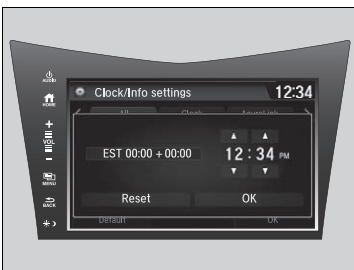 AUDIO
Clock/Info settings
12:34
HOME
All
Clock
AcuraLink
+
VOL
-
EST 00:00 + 00:00
12 : 34 PM
MENU
Reset
OK
BACK
Default
OK